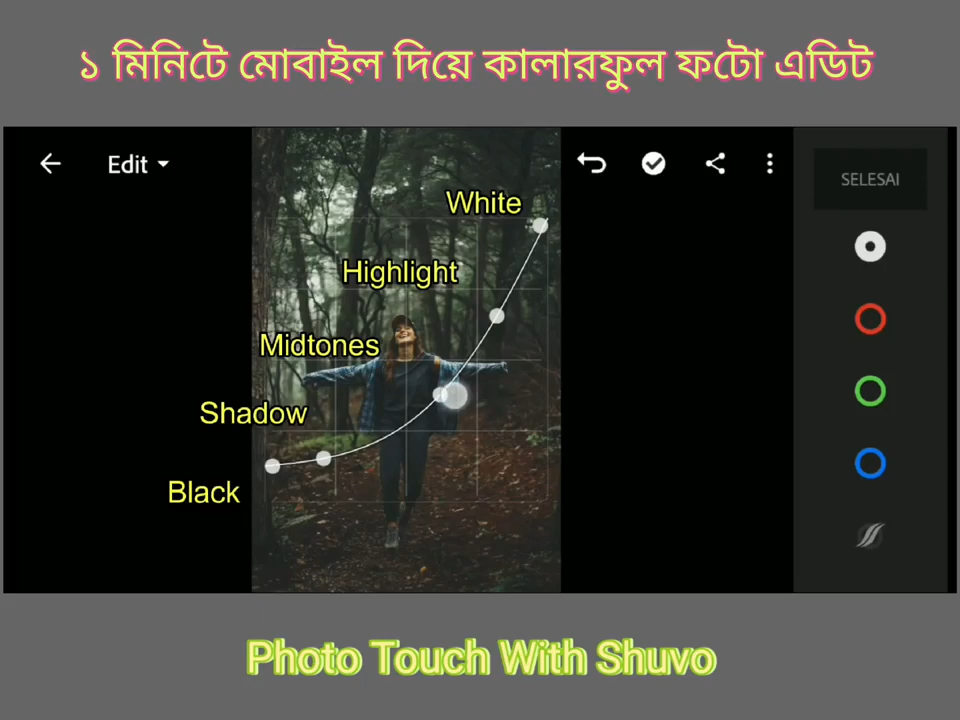 ১ মিনিটে মোবাইল দিয়ে কালারফুল ফটো এডিট
Edit
SELESAI
White
Highlight
Midtones
Shadow
Black
Photo Touch With Shuvo